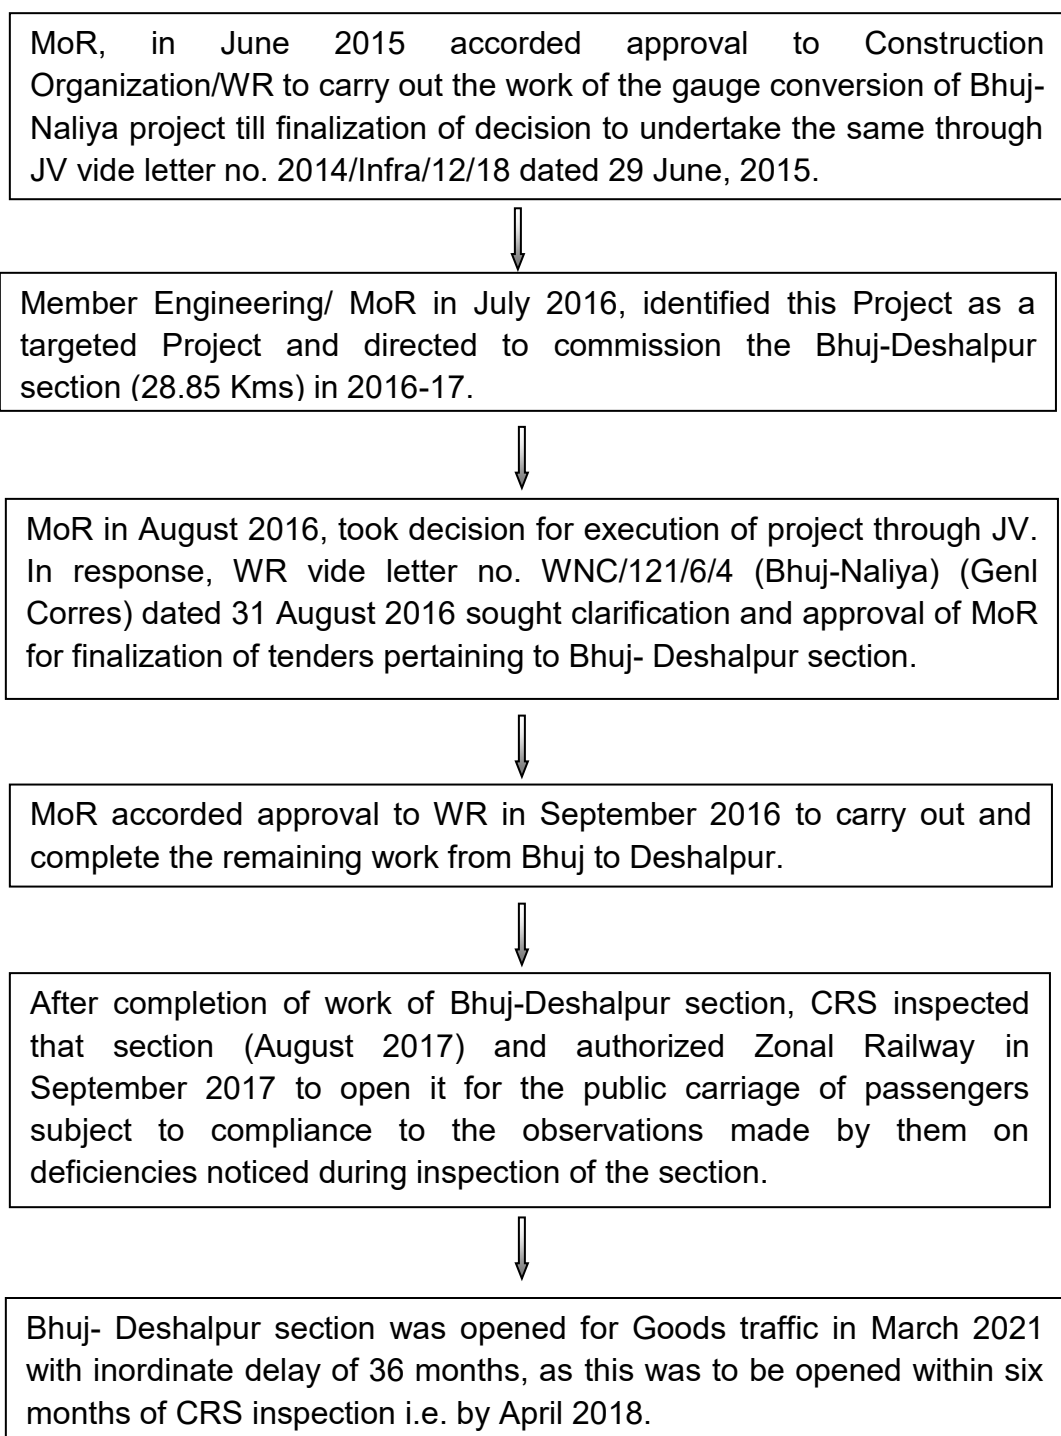 MoR, in June 2015 accorded approval to Construction
Organization/WR to carry out the work of the gauge conversion of Bhuj-
Naliya project till finalization of decision to undertake the same through
JV vide letter no. 2014/Infra/12/18 dated 29 June, 2015.
Member Engineering/ MoR in July 2016, identified this Project as a
targeted Project and directed to commission the Bhuj-Deshalpur
section (28.85 Kms) in 2016-17.
MoR in August 2016, took decision for execution of project through JV.
In response, WR vide letter no. WNC/121/6/4 (Bhuj-Naliya) (Genl
Corres) dated 31 August 2016 sought clarification and approval of MoR
for finalization of tenders pertaining to Bhuj- Deshalpur section.
MoR accorded approval to WR in September 2016 to carry out and
complete the remaining work from Bhuj to Deshalpur.
After completion of work of Bhuj-Deshalpur section, CRS inspected
that section (August 2017) and authorized Zonal Railway in
September 2017 to open it for the public carriage of passengers
subject to compliance to the observations made by them on
deficiencies noticed during inspection of the section.
Bhuj- Deshalpur section was opened for Goods traffic in March 2021
with inordinate delay of 36 months, as this was to be opened within six
months of CRS inspection i.e. by April 2018.